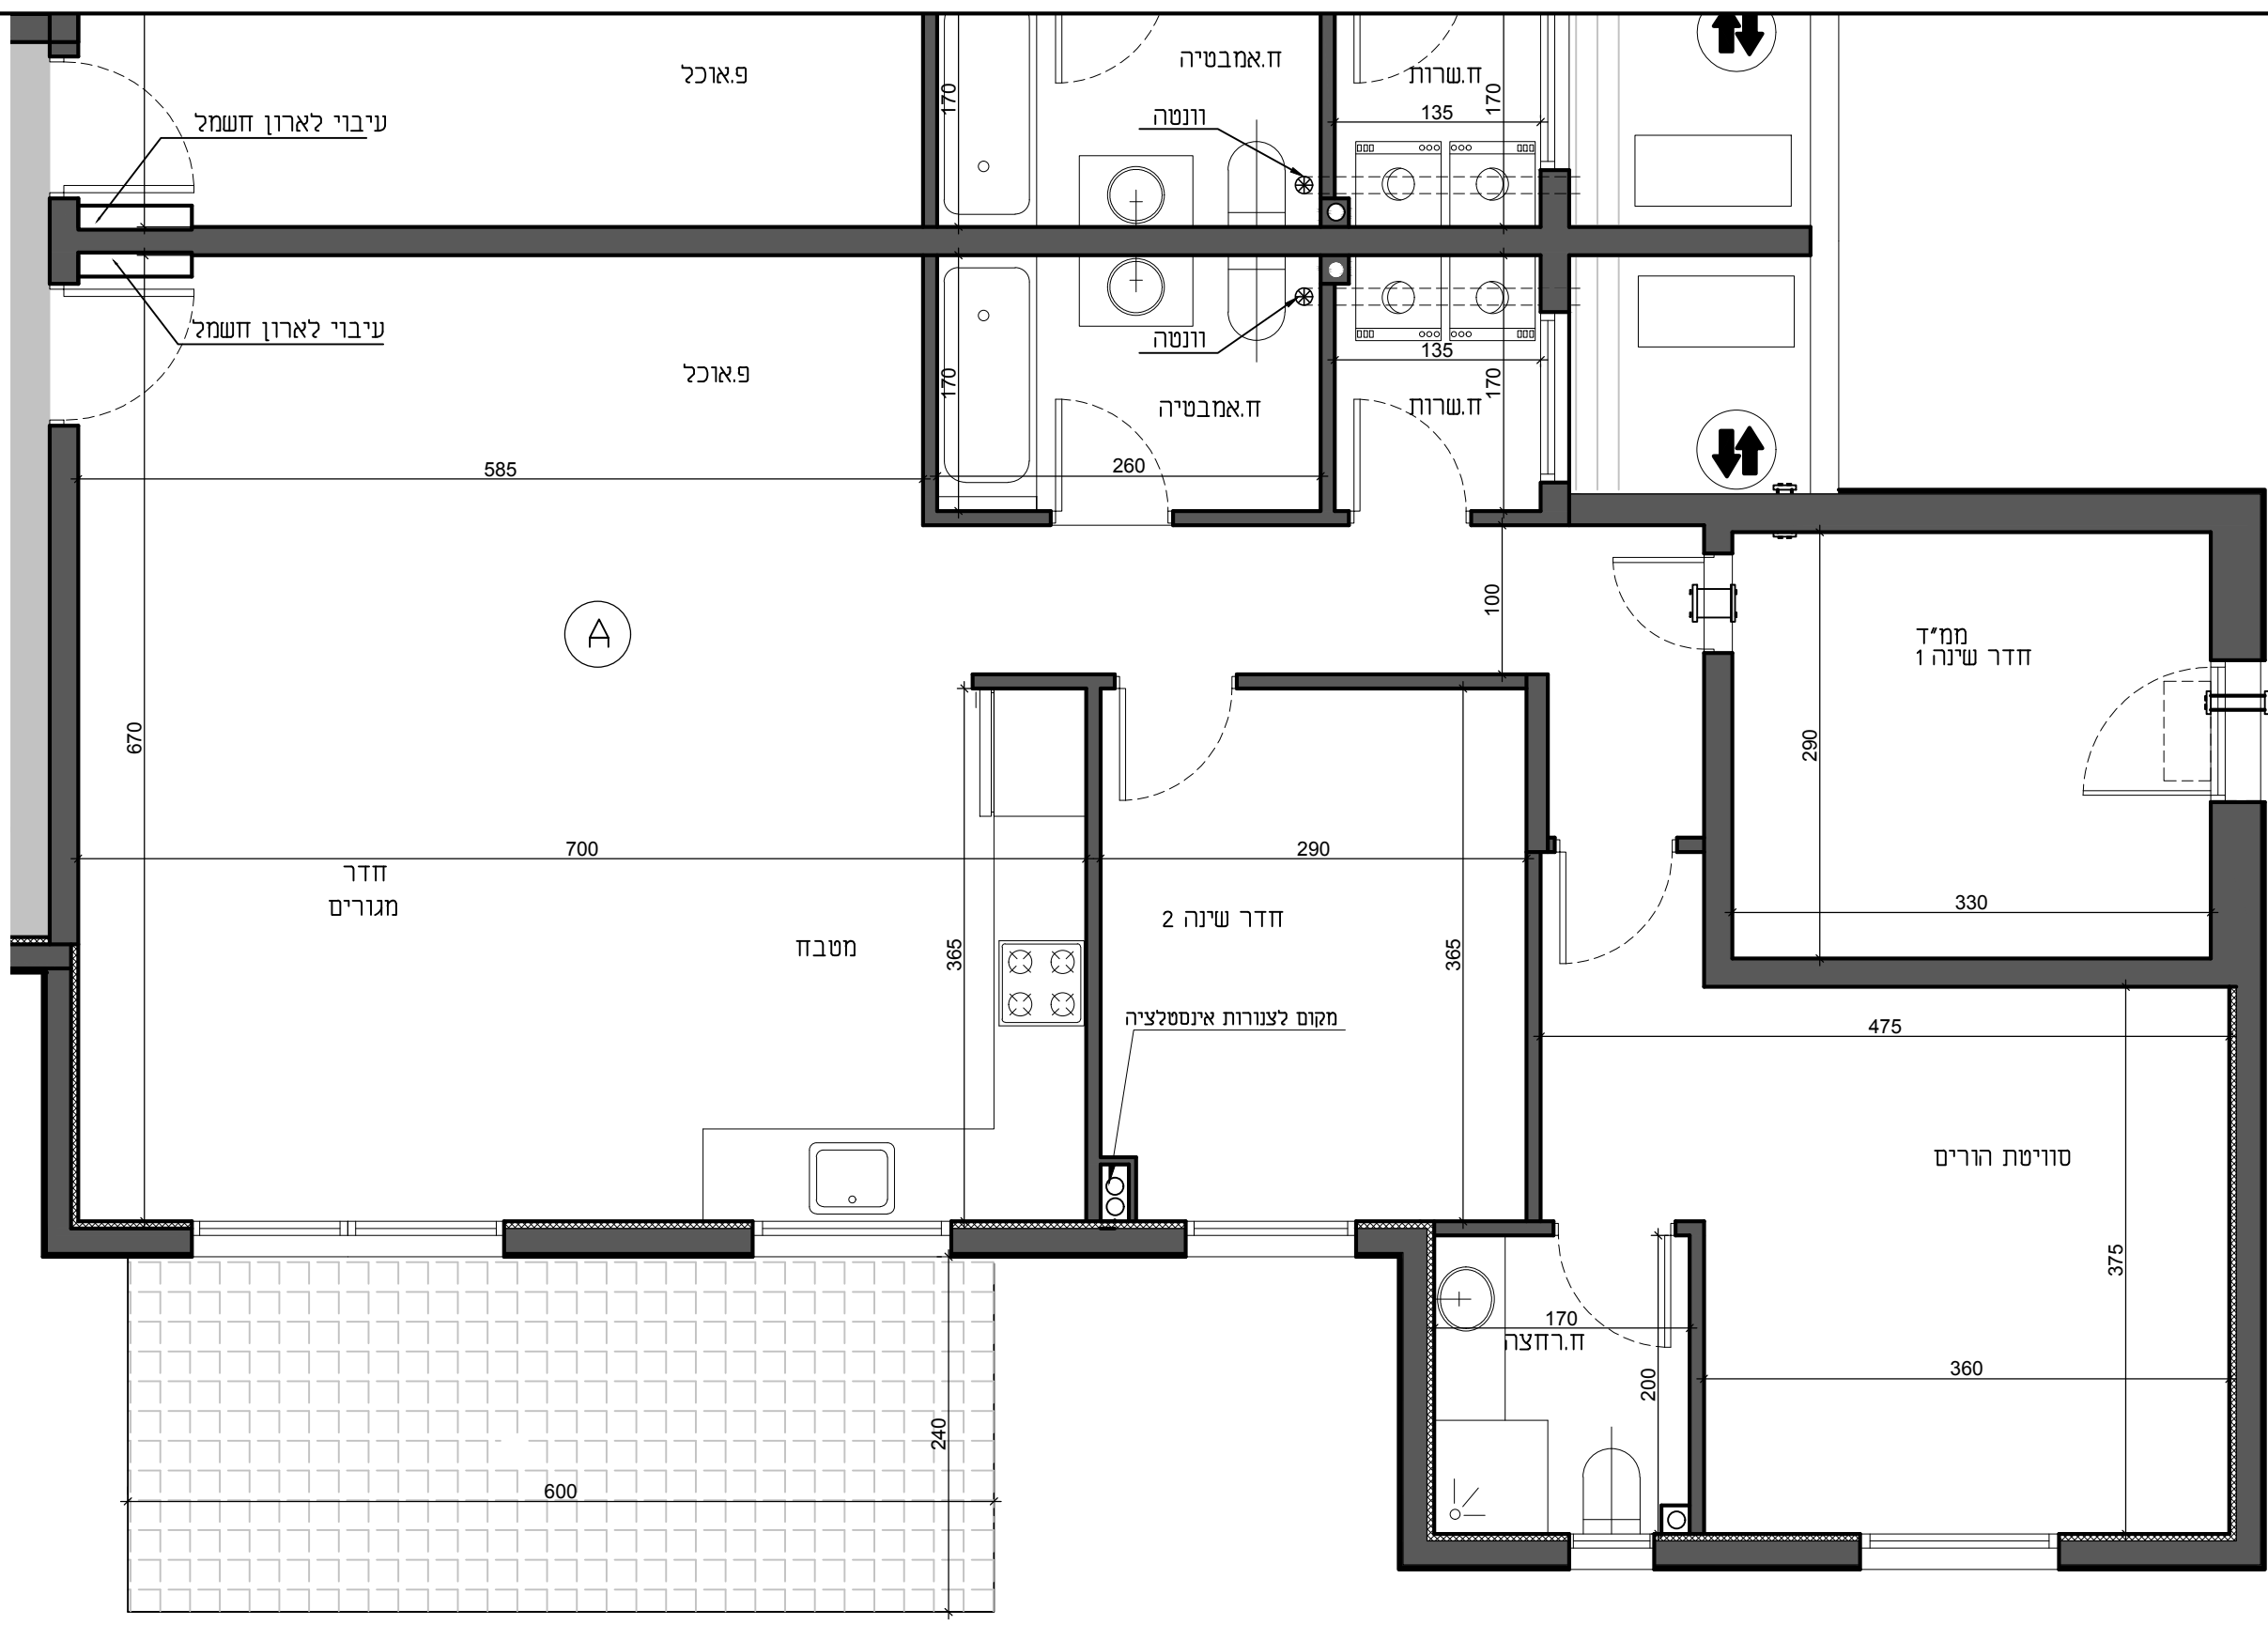 ח.אמבטיה
פ.אוכל
ח.שרות
170
170
135
וונטה
עיבוי לארון חשמל
עיבוי לארון חשמל
וונטה
135
פ.אוכל
170
170
ח.אמבטיה
ח.שרות
585
260
100
A
ממ"ד
חדר שינה 1
670
290
700
290
חדר
מגורים
330
חדר שינה 2
מטבח
365
365
מקום לצנורות אינסטלציה
475
סוויטת הורים
375
170
ח.רחצה
200
360
240
600